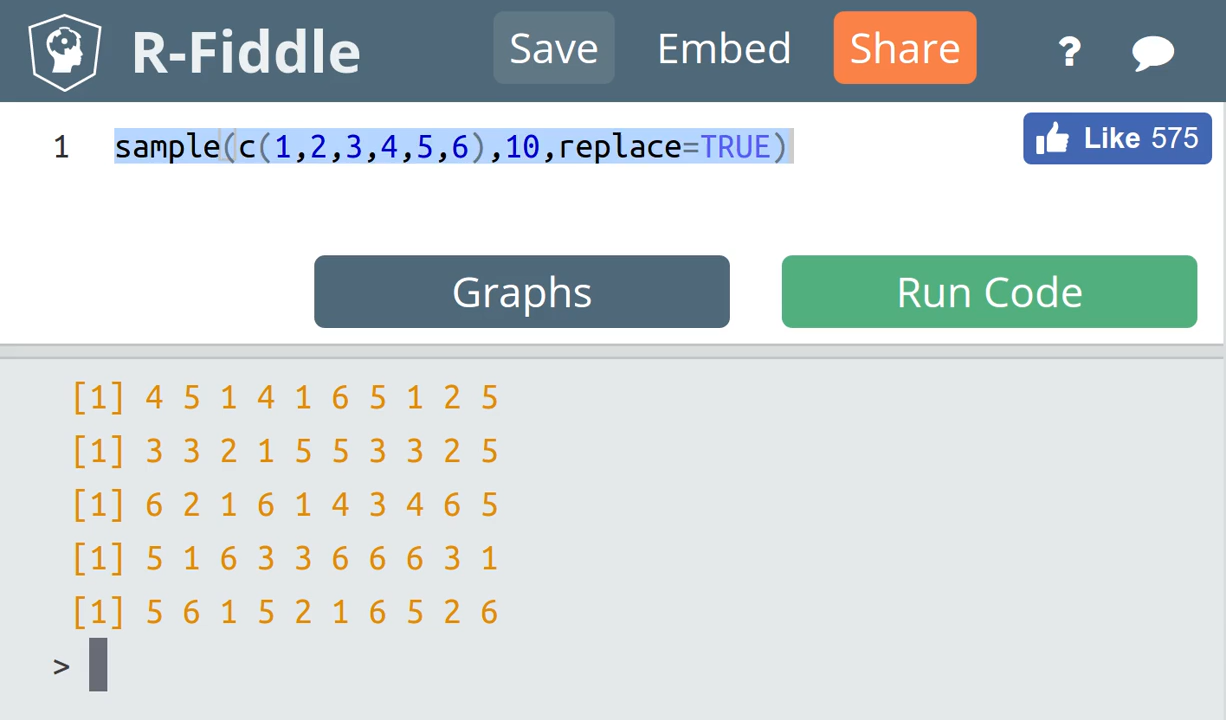 R-Fiddle Save Embed Share ?
1 sample(c(1,2,3,4,5,6),10,replace=TRUE)
Like 575
Graphs Run Code
[1] 4 5 1 4 1 6 5 1 2 5
[1] 3 3 2 1 5 5 3 3 2 5
[1] 6 2 1 6 1 4 3 4 6 5
[1] 5 1 6 3 3 6 6 6 3 1
[1] 5 6 1 5 2 1 6 5 2 6
>